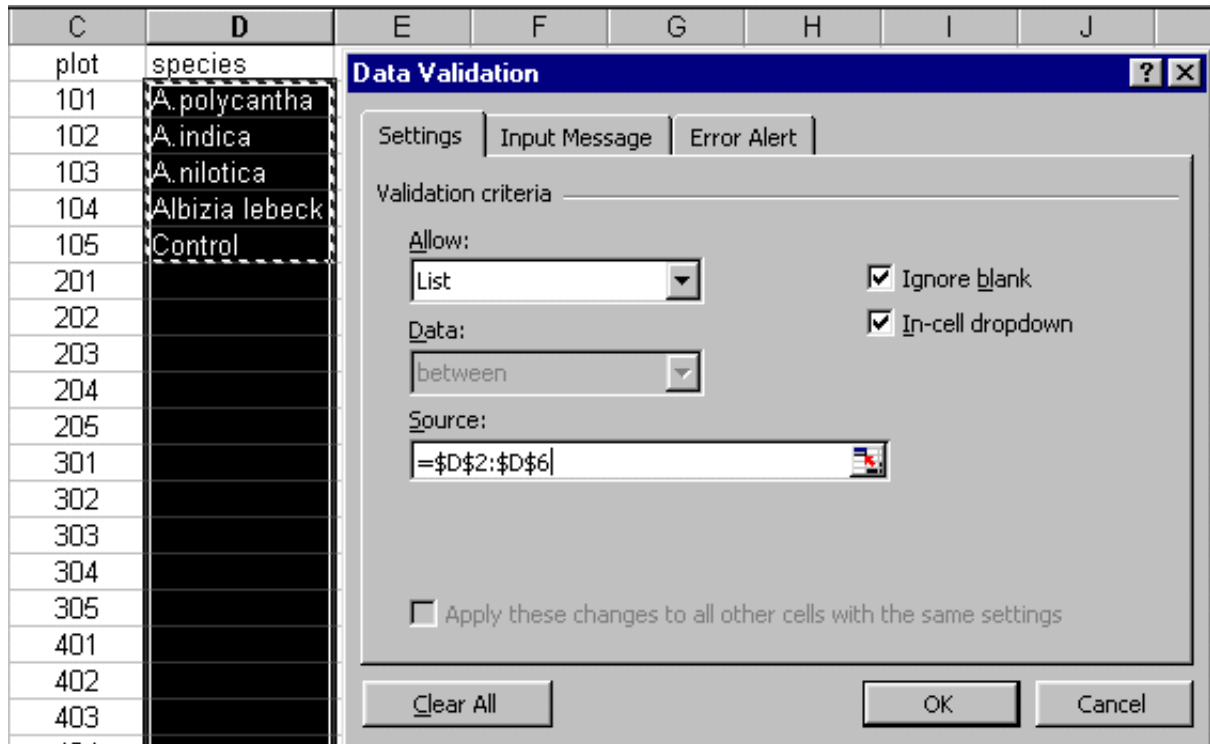 C D E F G H I J
plot species
101 A.polycantha
102 A.indica
103 A.nilotica
104 Albizia lebeck
105 Control
201
202
203
204
205
301
302
303
304
305
401
402
403
Data Validation
Settings Input Message Error Alert
Validation criteria
Allow:
List
Ignore blank
Data:
In-cell dropdown
between
Source:
=$D$2:$D$6
Apply these changes to all other cells with the same settings
Clear All OK Cancel